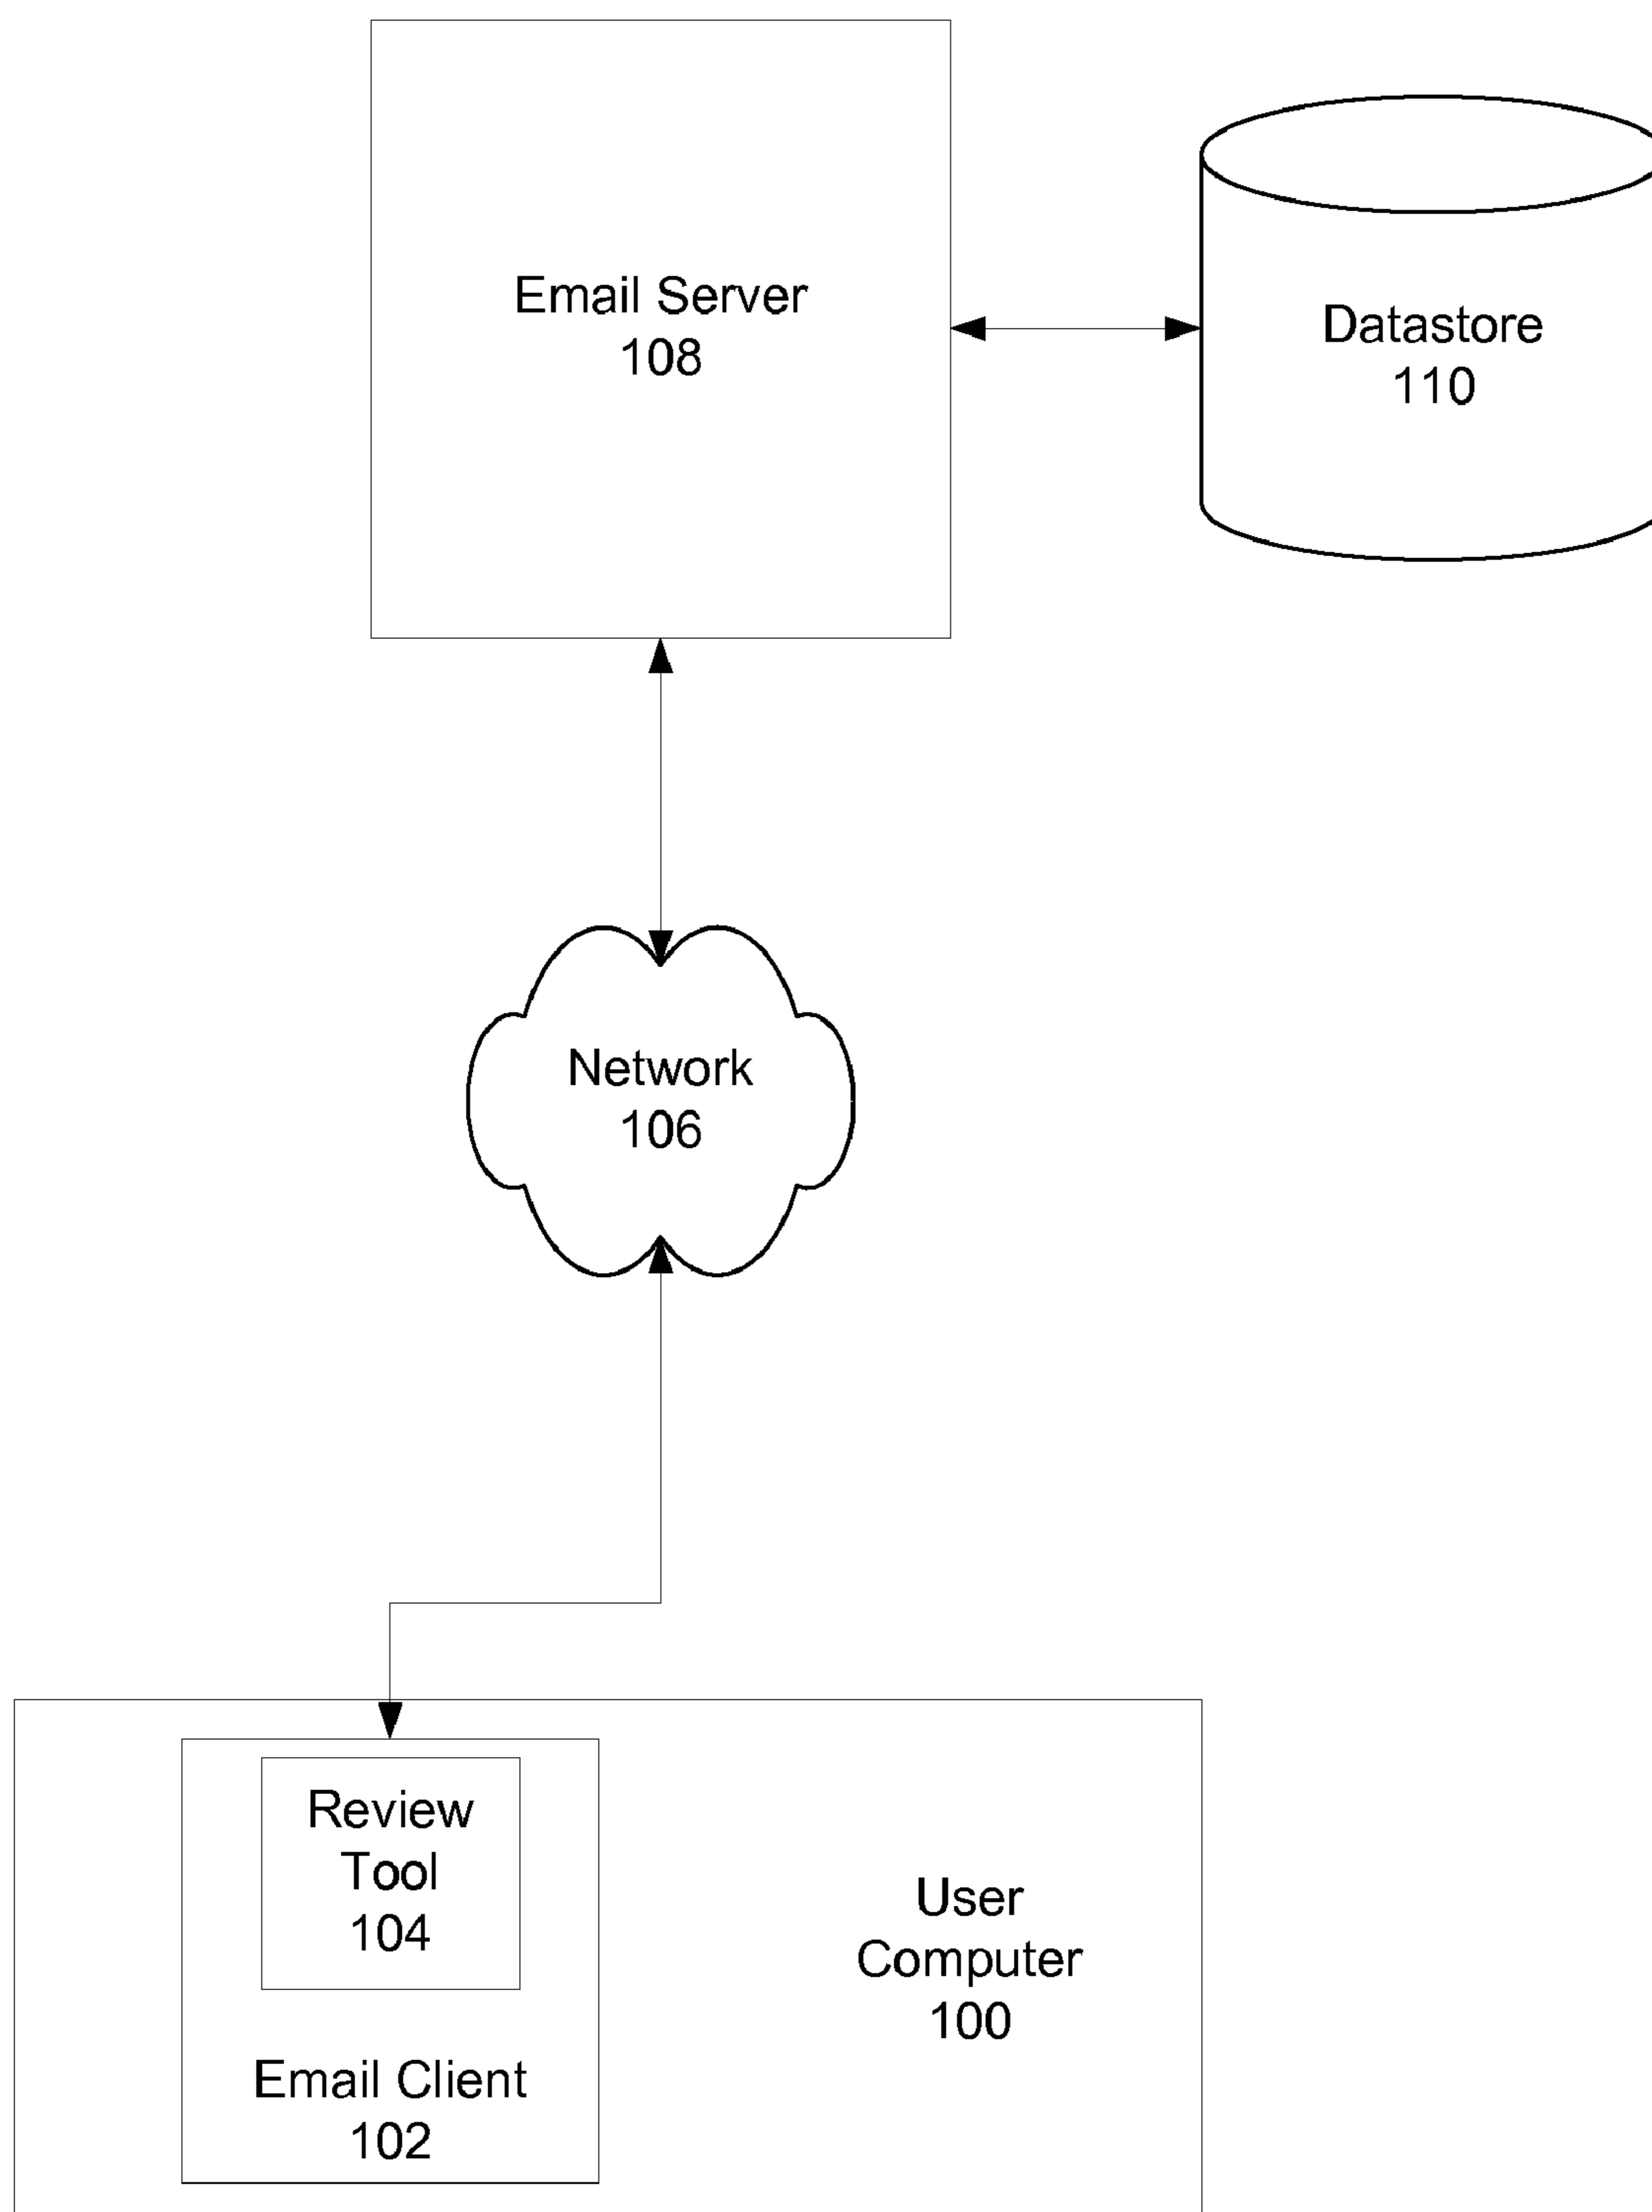 Email Server
108
Datastore
110
Network
106
Review
Tool
104
Email Client
102
User
Computer
100